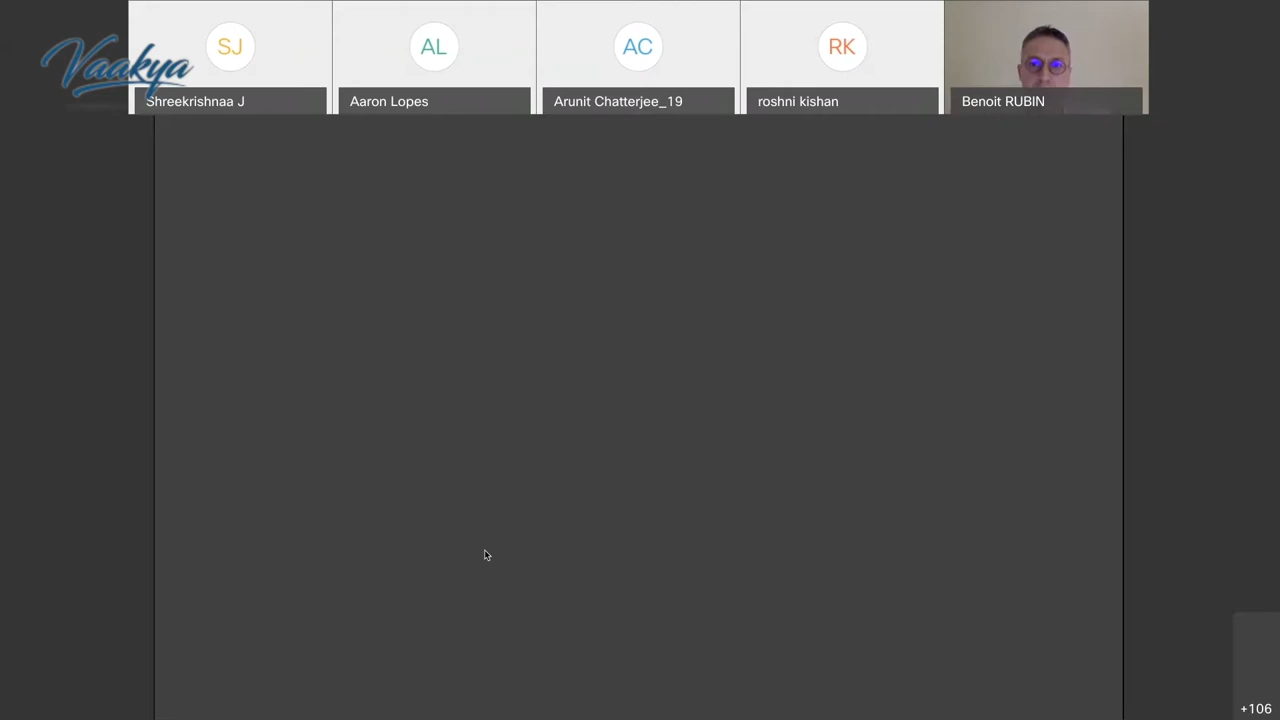 Vaakya
SJ
AL
AC
RK
Shreekrishnaa J
Aaron Lopes
Arunit Chatterjee_19
roshni kishan
Benoit RUBIN
+106